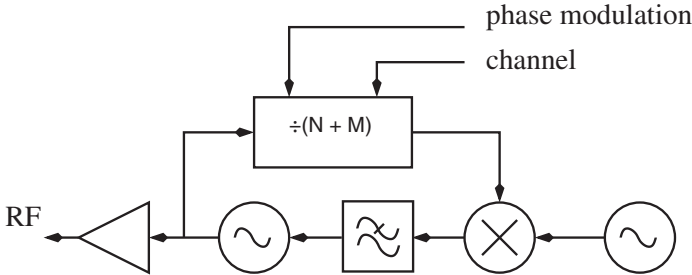 phase modulation
channel
÷(N + M)
RF